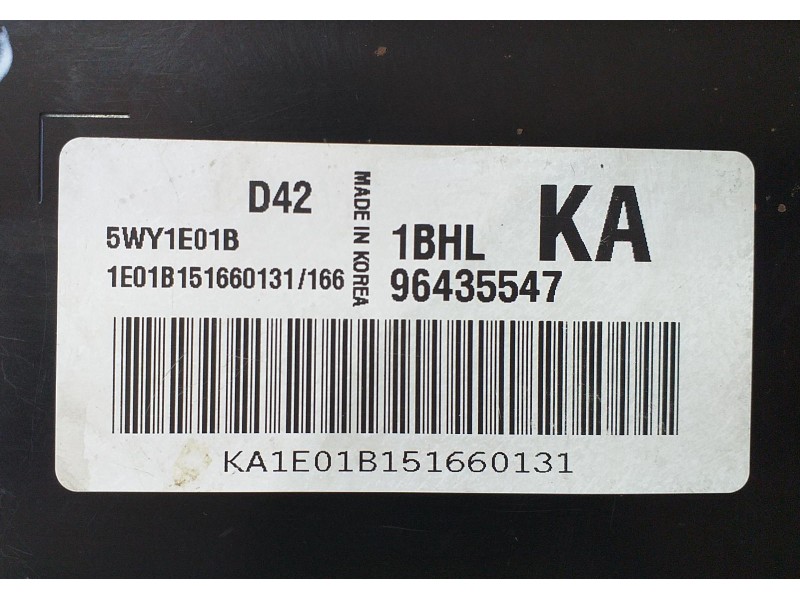 D42
5WY1E01B
1E01B151660131/166
MADE IN KOREA
1BHL KA
96435547
KA1E01B151660131